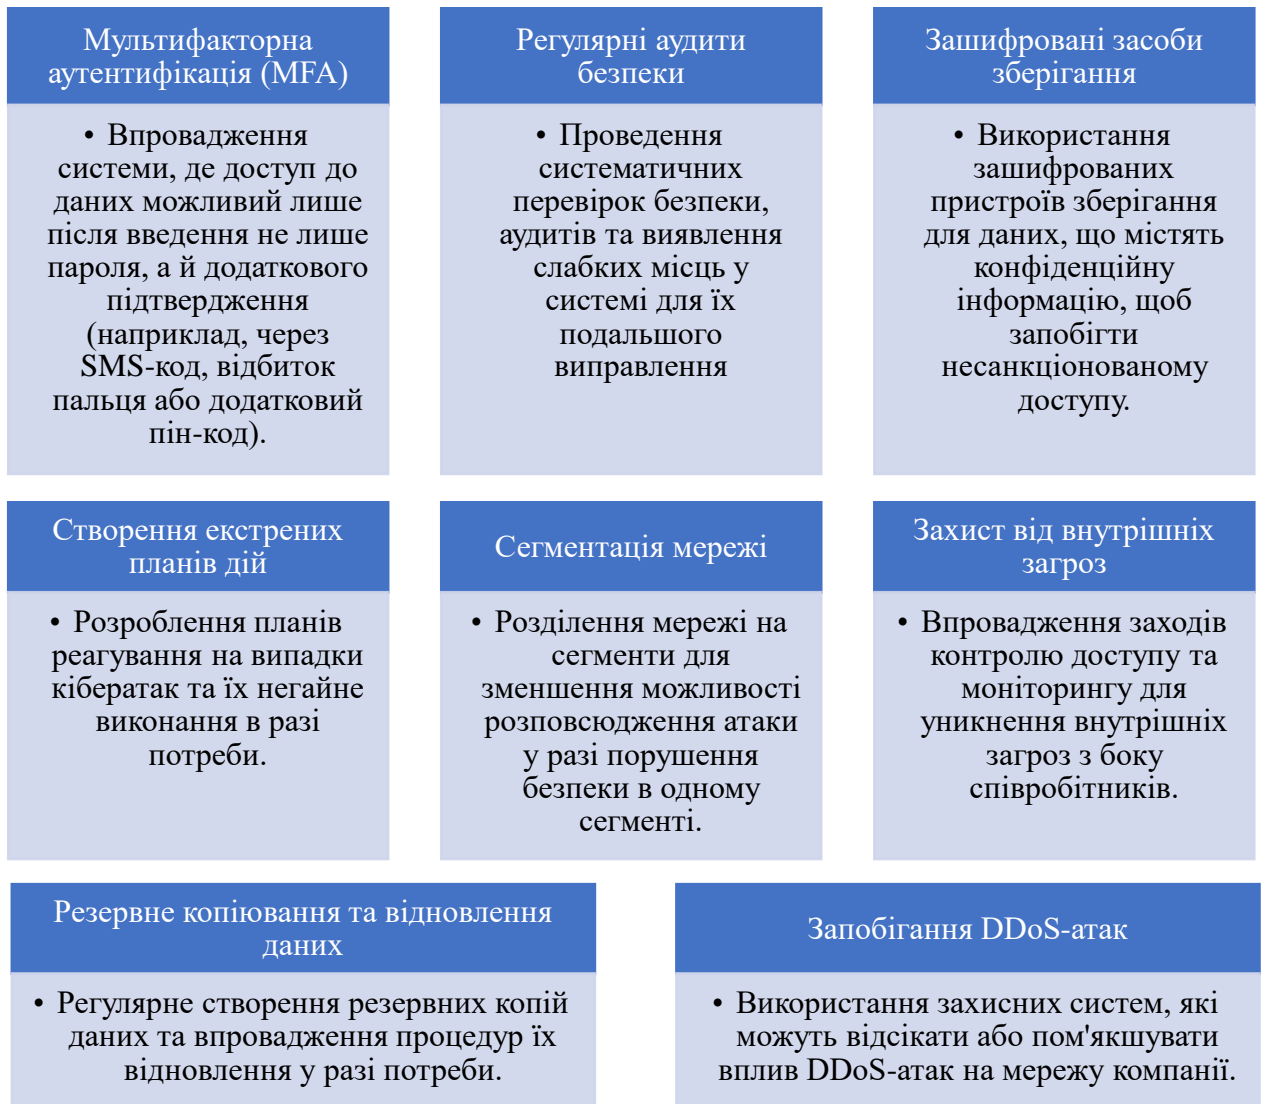 Мультифакторна
аутентифікація (MFA)
• Впровадження
системи, де доступ до
даних можливий лише
після введення не лише
пароля, а й додаткового
підтвердження
(наприклад, через
SMS-код, відбиток
пальця або додатковий
пін-код).
Регулярні аудити
безпеки
• Проведення
систематичних
перевірок безпеки,
аудитів та виявлення
слабких місць у
системі для їх
подальшого
виправлення
Зашифровані засоби
зберігання
• Використання
зашифрованих
пристроїв зберігання
для даних, що містять
конфіденційну
інформацію, щоб
запобігти
несанкціонованому
доступу.
Створення екстрених
планів дій
• Розроблення планів
реагування на випадки
кібератак та їх негайне
виконання в разі
потреби.
Сегментація мережі
• Розділення мережі на
сегменти для
зменшення можливості
розповсюдження атаки
у разі порушення
безпеки в одному
сегменті.
Захист від внутрішніх
загроз
• Впровадження заходів
контролю доступу та
моніторингу для
уникнення внутрішніх
загроз з боку
співробітників.
Резервне копіювання та відновлення
даних
• Регулярне створення резервних копій
даних та впровадження процедур їх
відновлення у разі потреби.
Запобігання DDoS-атак
• Використання захисних систем, які
можуть відсікати або пом'якшувати
вплив DDoS-атак на мережу компанії.